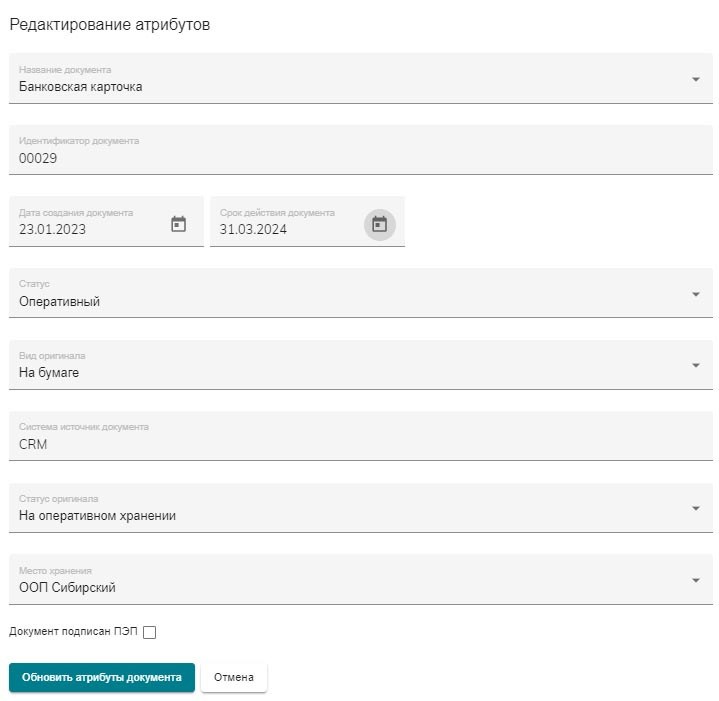 Редактирование атрибутов
Название документа
Банковская карточка
Идентификатор документа
00029
Дата создания документа
23.01.2023
Срок действия документа
31.03.2024
Статус
Оперативный
Вид оригинала
На бумаге
Система источник документа
CRM
Статус оригинала
На оперативном хранении
Место хранения
ООП Сибирский
Документ подписан ПЭП
Обновить атрибуты документа
Отмена